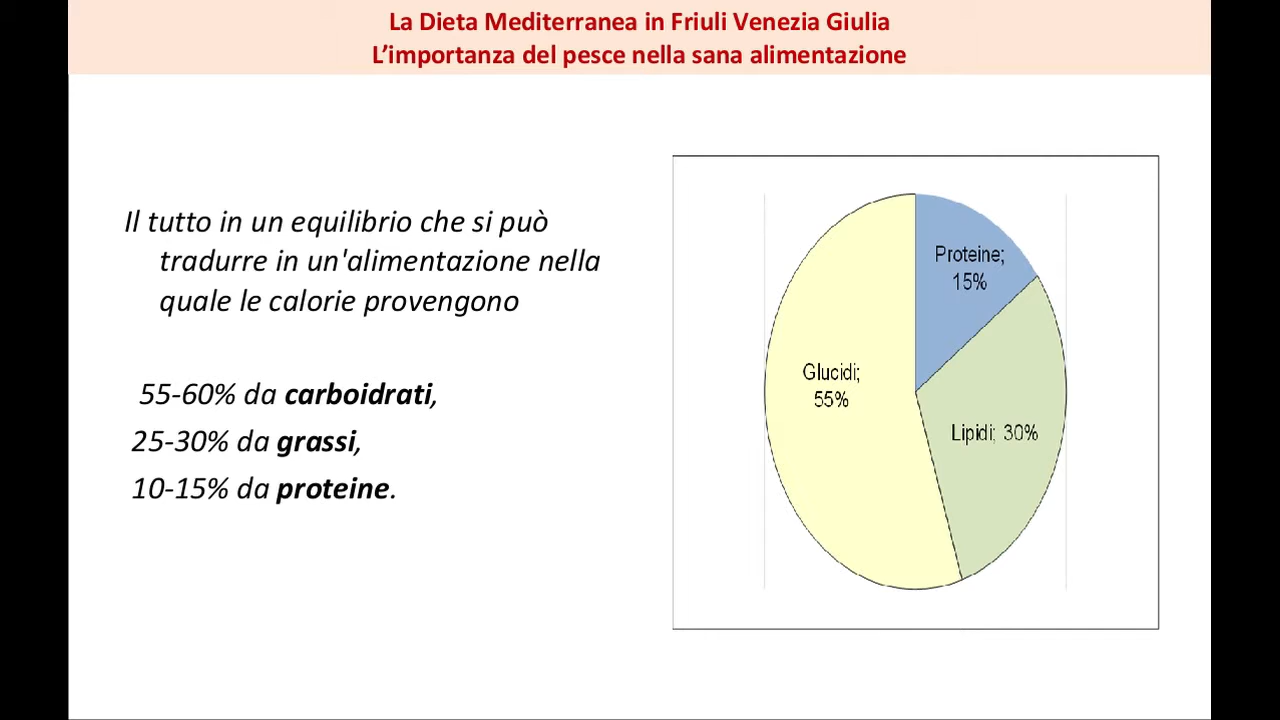 La Dieta Mediterranea in Friuli Venezia Giulia
L’importanza del pesce nella sana alimentazione
Il tutto in un equilibrio che si può
tradurre in un'alimentazione nella
quale le calorie provengono
55-60% da carboidrati,
25-30% da grassi,
10-15% da proteine.
Proteine;
15%
Glucidi;
55%
Lipidi; 30%